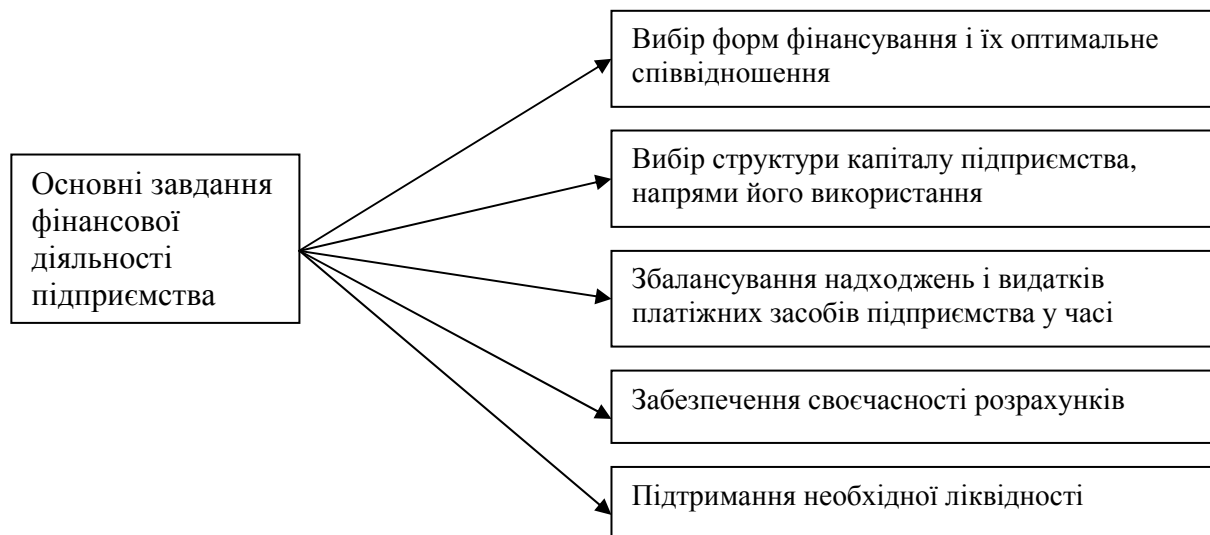 Основні завдання
фінансової
діяльності
підприємства
Вибір форм фінансування і їх оптимальне
співвідношення
Вибір структури капіталу підприємства,
напрями його використання
Збалансування надходжень і видатків
платіжних засобів підприємства у часі
Забезпечення своєчасності розрахунків
Підтримання необхідної ліквідності